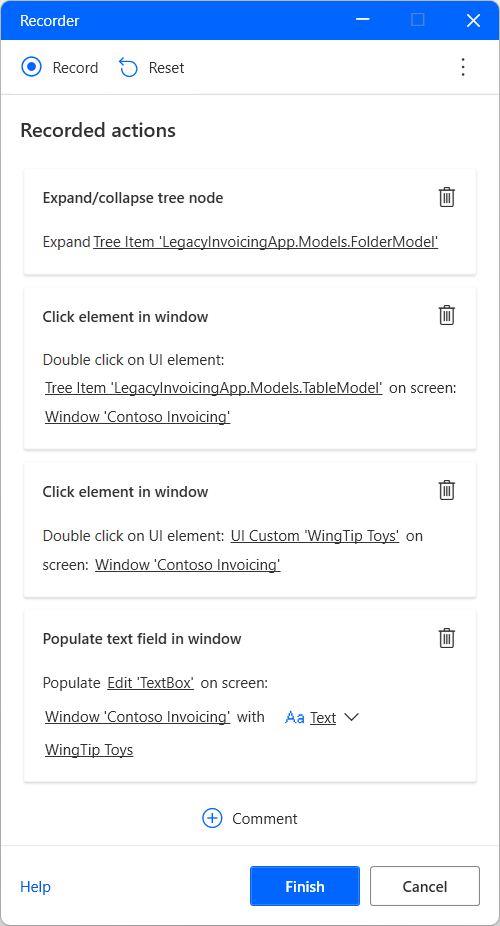 Recorder
Record Reset
Recorded actions
Expand/collapse tree node
Expand Tree Item 'LegacyInvoicingApp.Models.FolderModel'
Click element in window
Double click on UI element:
Tree Item 'LegacyInvoicingApp.Models.TableModel' on screen:
Window 'Contoso Invoicing'
Click element in window
Double click on UI element: UI Custom 'WingTip Toys' on
screen: Window 'Contoso Invoicing'
Populate text field in window
Populate Edit 'TextBox' on screen:
Window 'Contoso Invoicing' with Aa Text
WingTip Toys
Comment
Help Finish Cancel